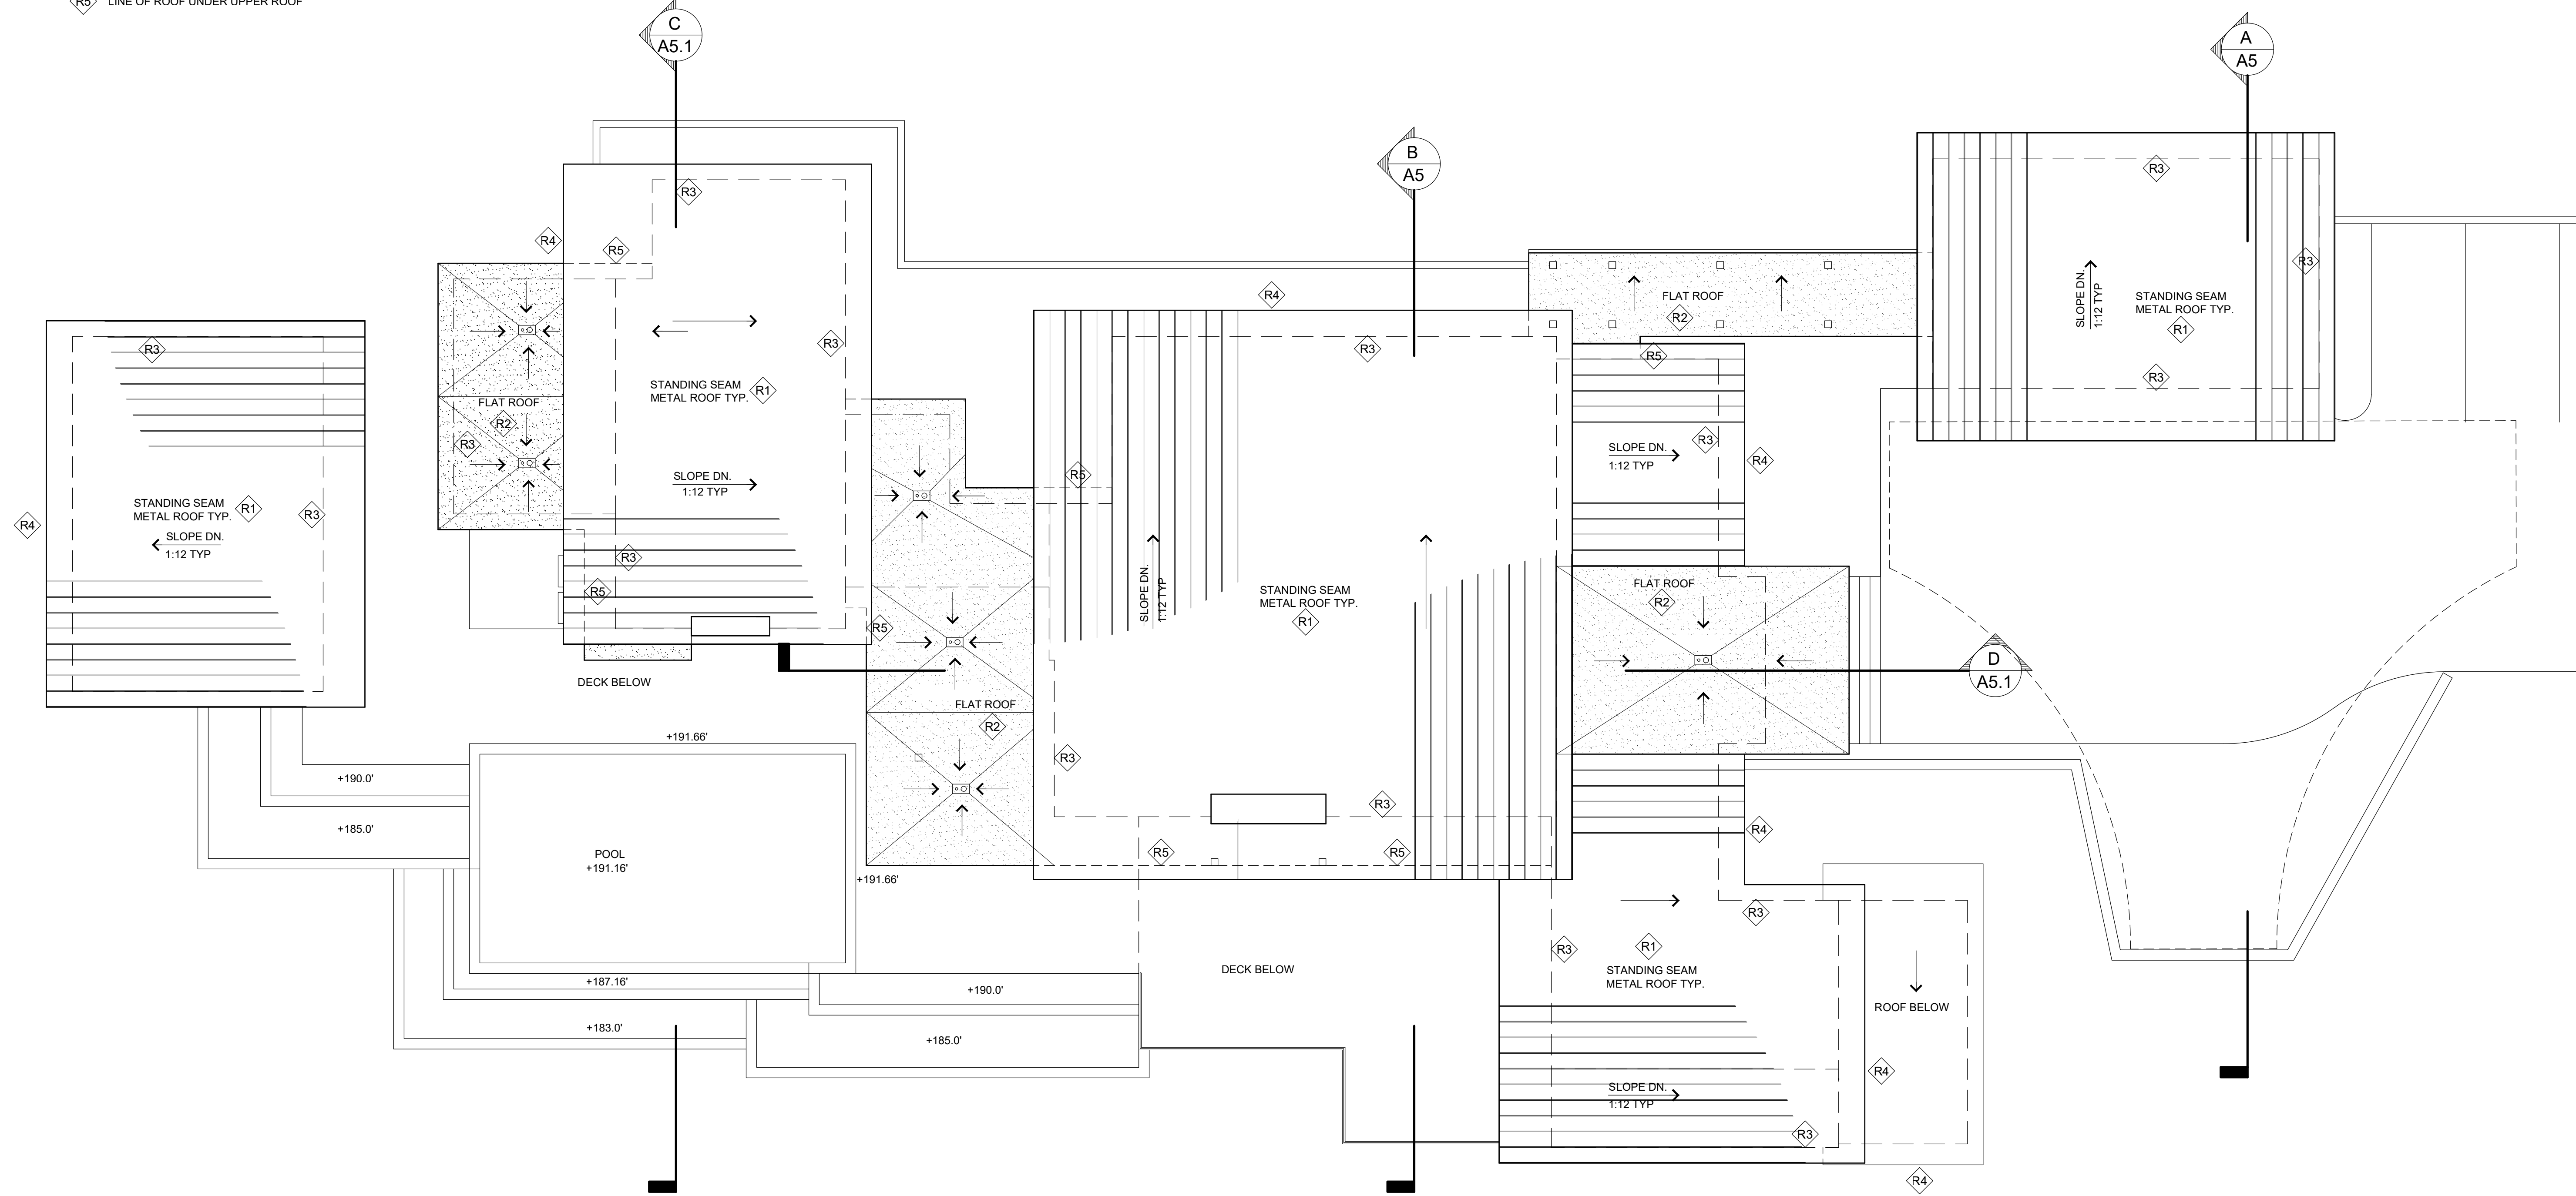 R5 LINE OF ROOF UNDER UPPER ROOF
C
A5.1
A
A5
B
A5
R3
R3
R4
R5
R3
R4
FLAT ROOF
R2
SLOPE DN.
1:12 TYP
STANDING SEAM
METAL ROOF TYP.
R1
R3
R3
R3
R3
R5
R3
STANDING SEAM
METAL ROOF TYP.
R1
FLAT ROOF
R2
R3
SLOPE DN.
1:12 TYP
R5
SLOPE DN.
1:12 TYP
R3
R4
STANDING SEAM
METAL ROOF TYP.
R1
R3
R4
SLOPE DN.
1:12 TYP
R3
R5
R5
SLOPE DN.
1:12 TYP
STANDING SEAM
METAL ROOF TYP.
R1
FLAT ROOF
R2
D
A5.1
DECK BELOW
FLAT ROOF
R2
+191.66'
R3
+190.0'
+185.0'
R3
R4
R5
R5
POOL
+191.16'
+191.66'
R3
R3
R1
STANDING SEAM
METAL ROOF TYP.
DECK BELOW
+187.16'
+190.0'
ROOF BELOW
+183.0'
+185.0'
R4
SLOPE DN.
1:12 TYP
R3
R4